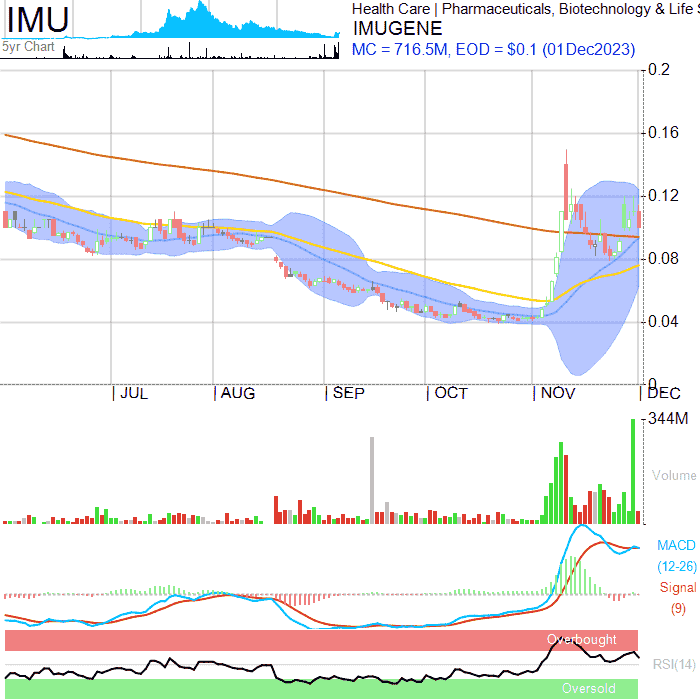 IMU
5yr Chart
Health Care | Pharmaceuticals, Biotechnology & Life S
IMUGENE
MC = 716.5M, EOD = $0.1 (01Dec2023)
0.2
0.16
0.12
0.08
0.04
0
| JUL
| AUG
| SEP
| OCT
| NOV
| DEC
344M
Volume
MACD
(12-26)
Signal
(9)
Overbought
RSI(14)
Oversold